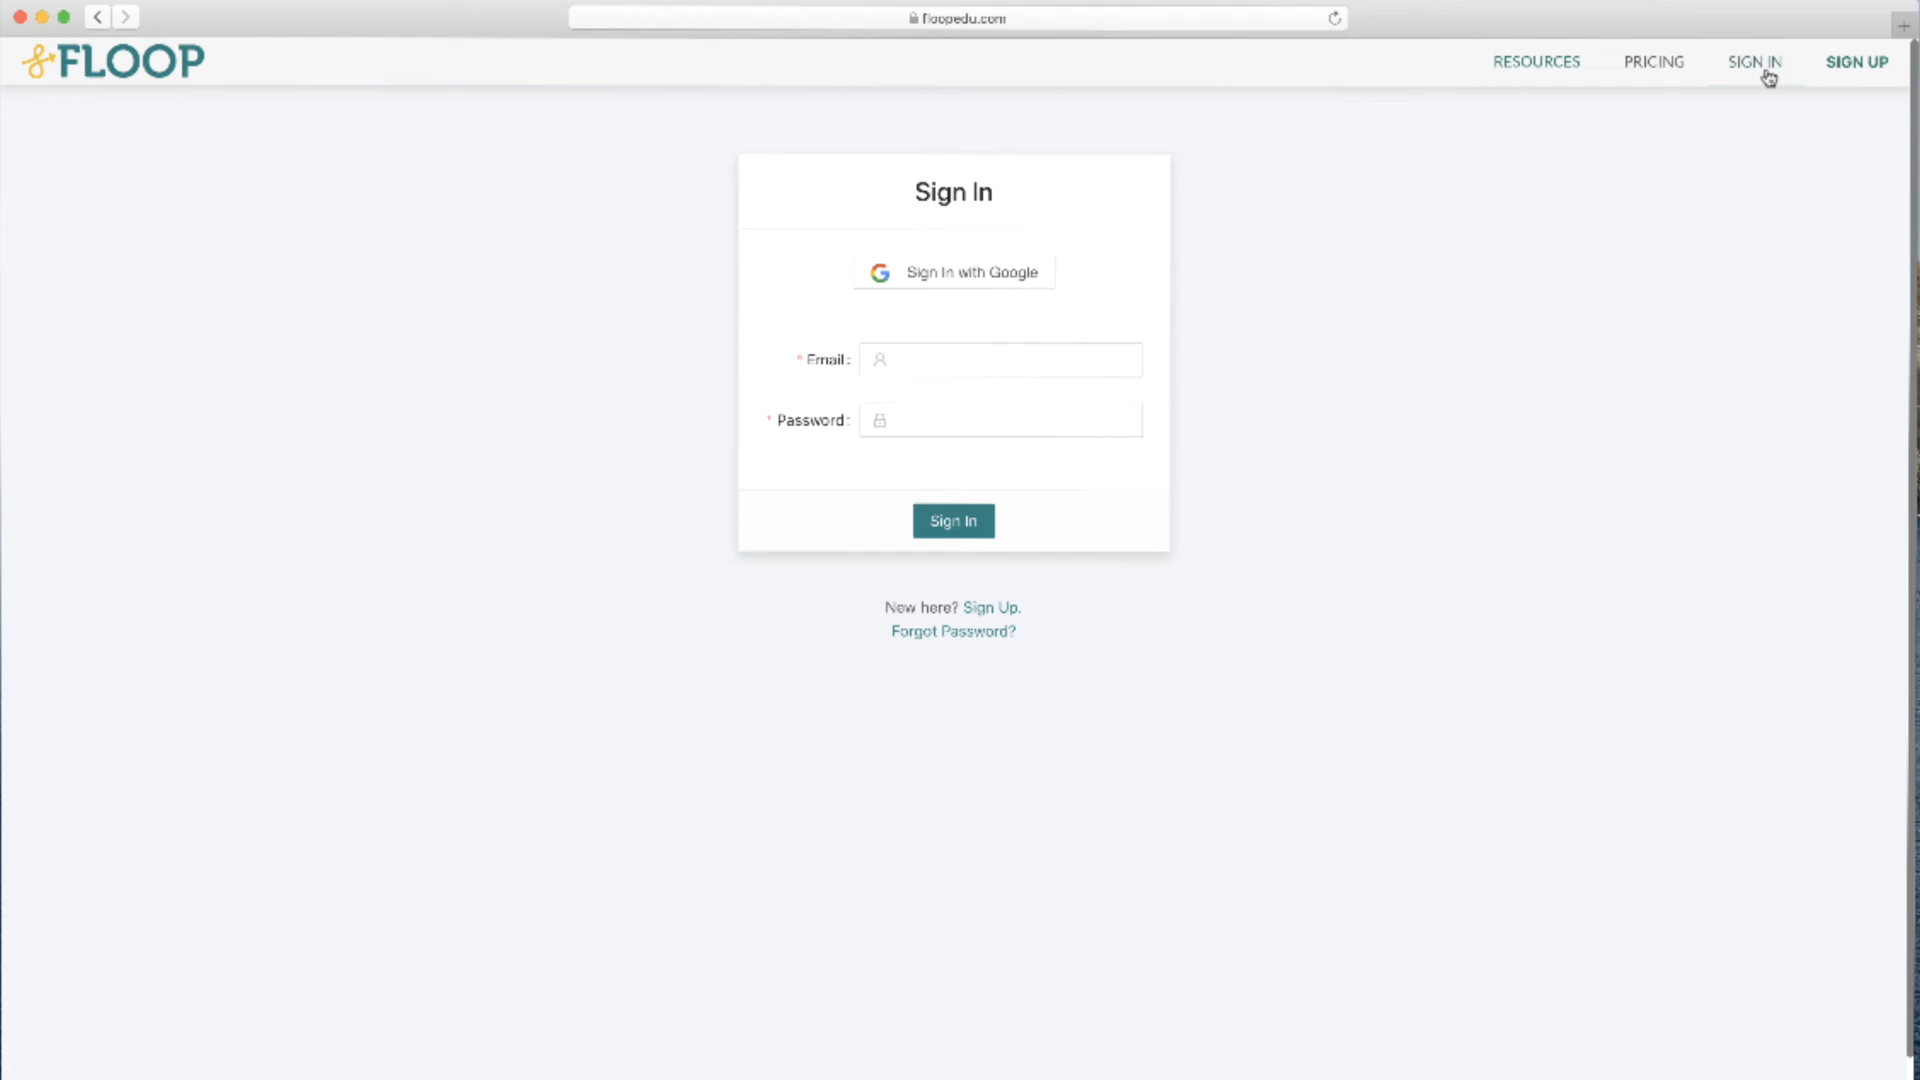 floopedu.com
FLOOP
RESOURCES
PRICING
SIGN IN
SIGN UP
Sign In
Sign In with Google
* Email :
* Password :
Sign In
New here? Sign Up.
Forgot Password?